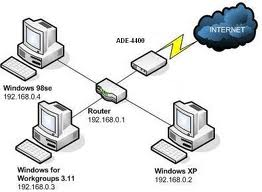 ADE-4400
INTERNET
Windows 98se
192.168.0.4
Router
192.168.0.1
Windows for
Workgroups 3.11
192.168.0.3
Windows XP
192.168.0.2